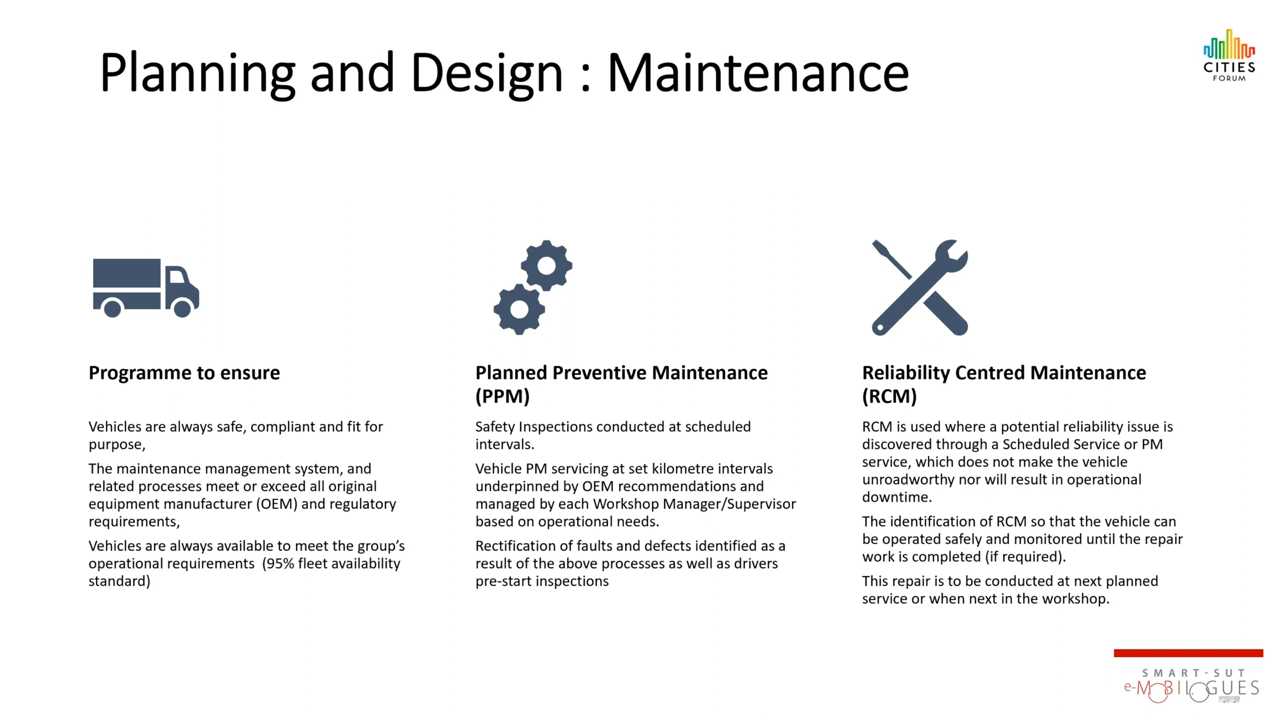 Planning and Design : Maintenance
CITIES
FORUM
Programme to ensure
Vehicles are always safe, compliant and fit for
purpose,
The maintenance management system, and
related processes meet or exceed all original
equipment manufacturer (OEM) and regulatory
requirements,
Vehicles are always available to meet the group's
operational requirements (95% fleet availability
standard)
Planned Preventive Maintenance
(PPM)
Safety Inspections conducted at scheduled
intervals.
Vehicle PM servicing at set kilometre intervals
underpinned by OEM recommendations and
managed by each Workshop Manager/Supervisor
based on operational needs.
Rectification of faults and defects identified as a
result of the above processes as well as drivers
pre-start inspections
Reliability Centred Maintenance
(RCM)
RCM is used where a potential reliability issue is
discovered through a Scheduled Service or PM
service, which does not make the vehicle
unroadworthy nor will result in operational
downtime.
The identification of RCM so that the vehicle can
be operated safely and monitored until the repair
work is completed (if required).
This repair is to be conducted at next planned
service or when next in the workshop.
SMART-SUT
e-MOBILOGUES